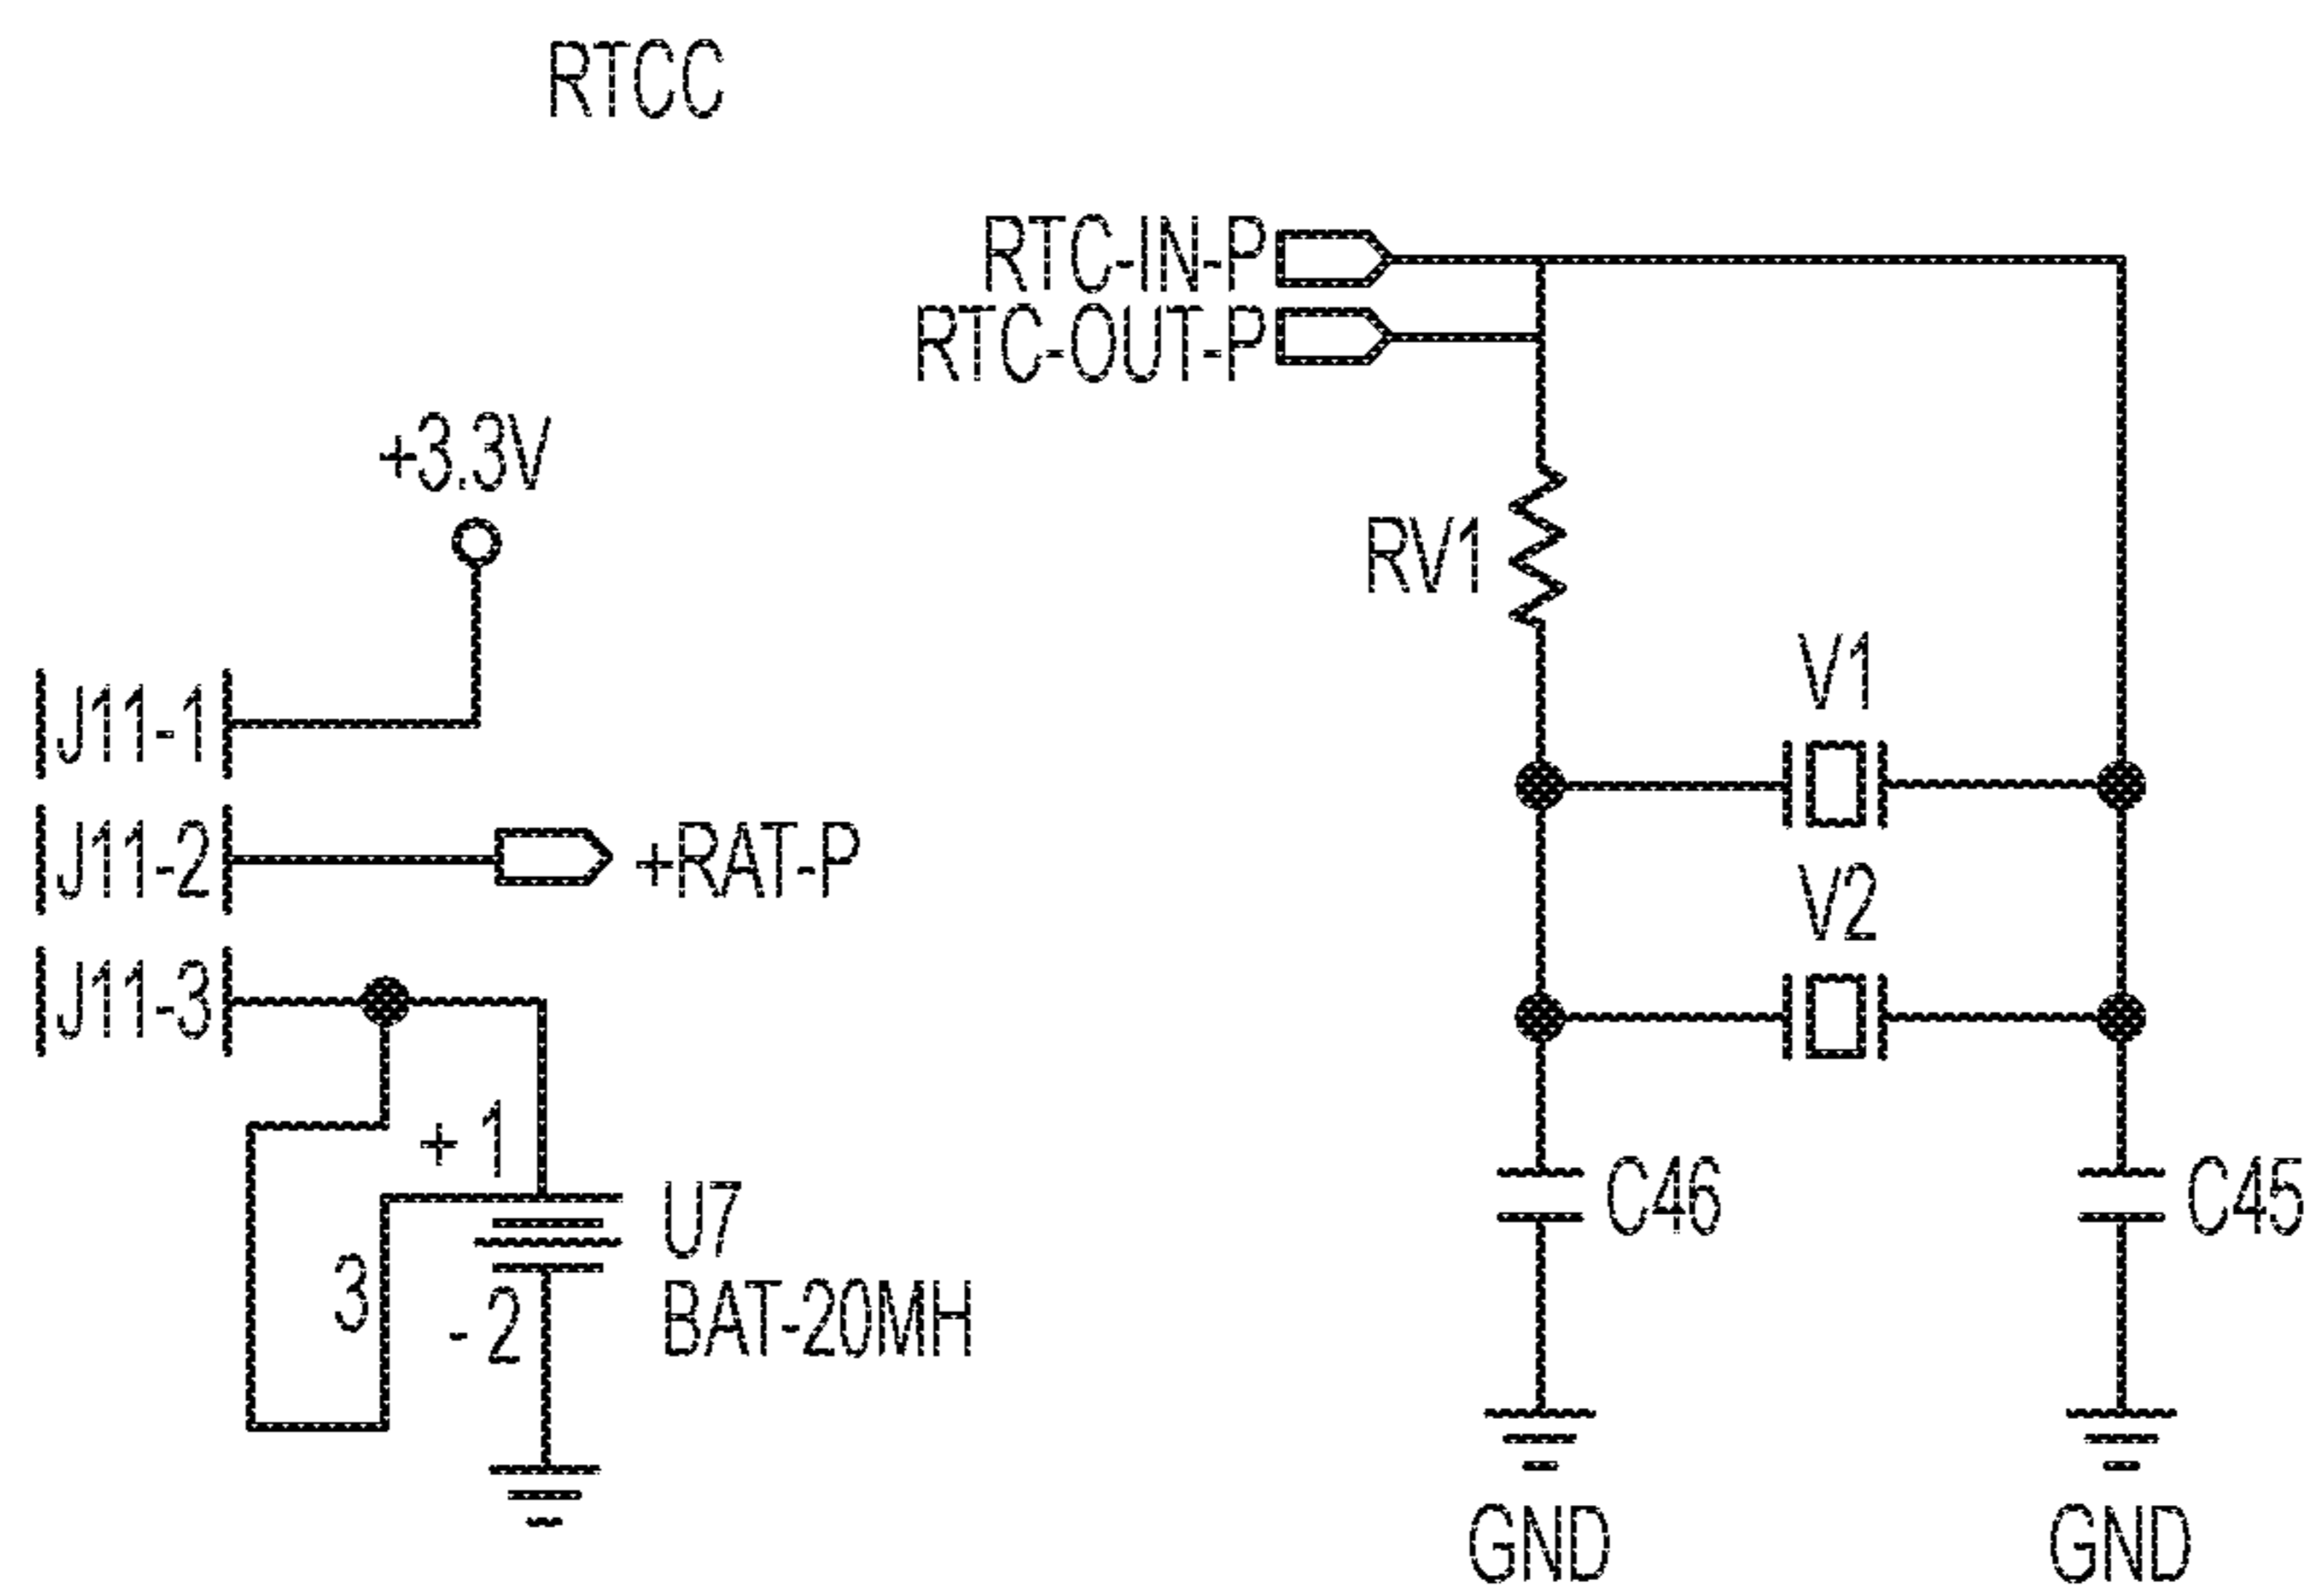 RTCC
RTC-IN-P
RTC-OUT-P
+3.3V
RV1
V1
J11-1
J11-2
+RAT-P
V2
J11-3
+ 1
C46
C45
U7
3
- 2
BAT-20MH
GND
GND